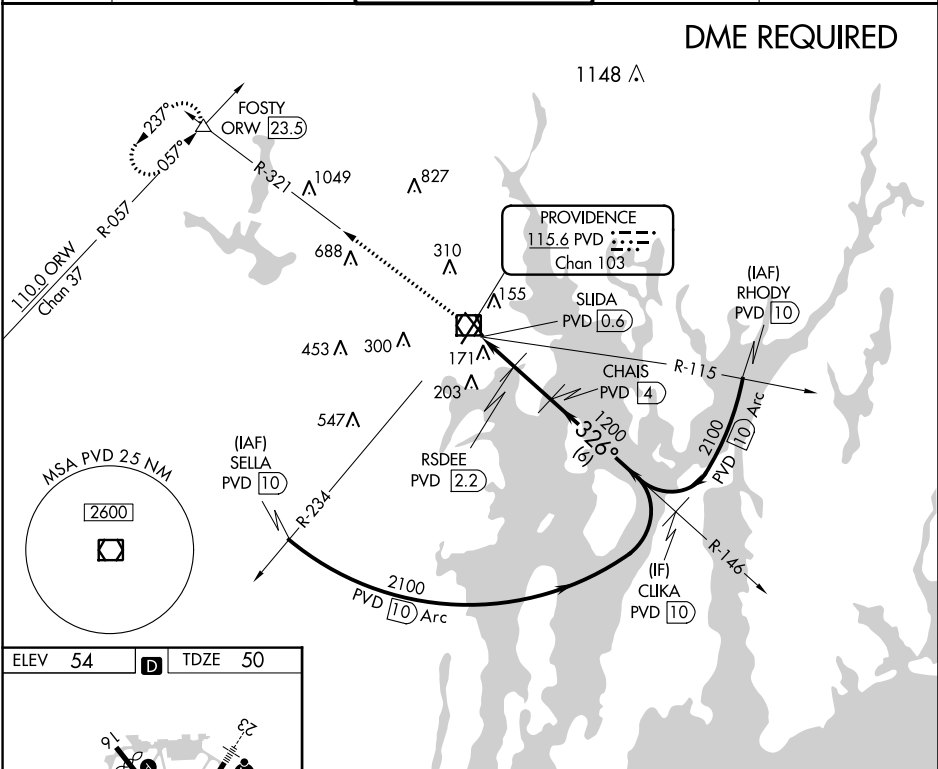 DME REQUIRED
1148
FOSTY
ORW 23.5
237°
057°
R-321
1049
827
R-057
110.0 ORW
Chan 37
688
310
PROVIDENCE
115.6 PVD
Chan 103
155
SLIDA
PVD 0.6
(IAF)
RHODY
PVD 10
453
300
171
R-115
203
CHAIS
PVD 4
547
1200
326°
(6)
2100
PVD 10 Arc
(IAF)
SELLA
PVD 10
RSDEE
PVD 2.2
MSA PVD 25 NM
2600
R-234
2100
PVD 10 Arc
(IF)
CLIKA
PVD 10
R-146
ELEV 54
D
TDZE 50
16
23
A